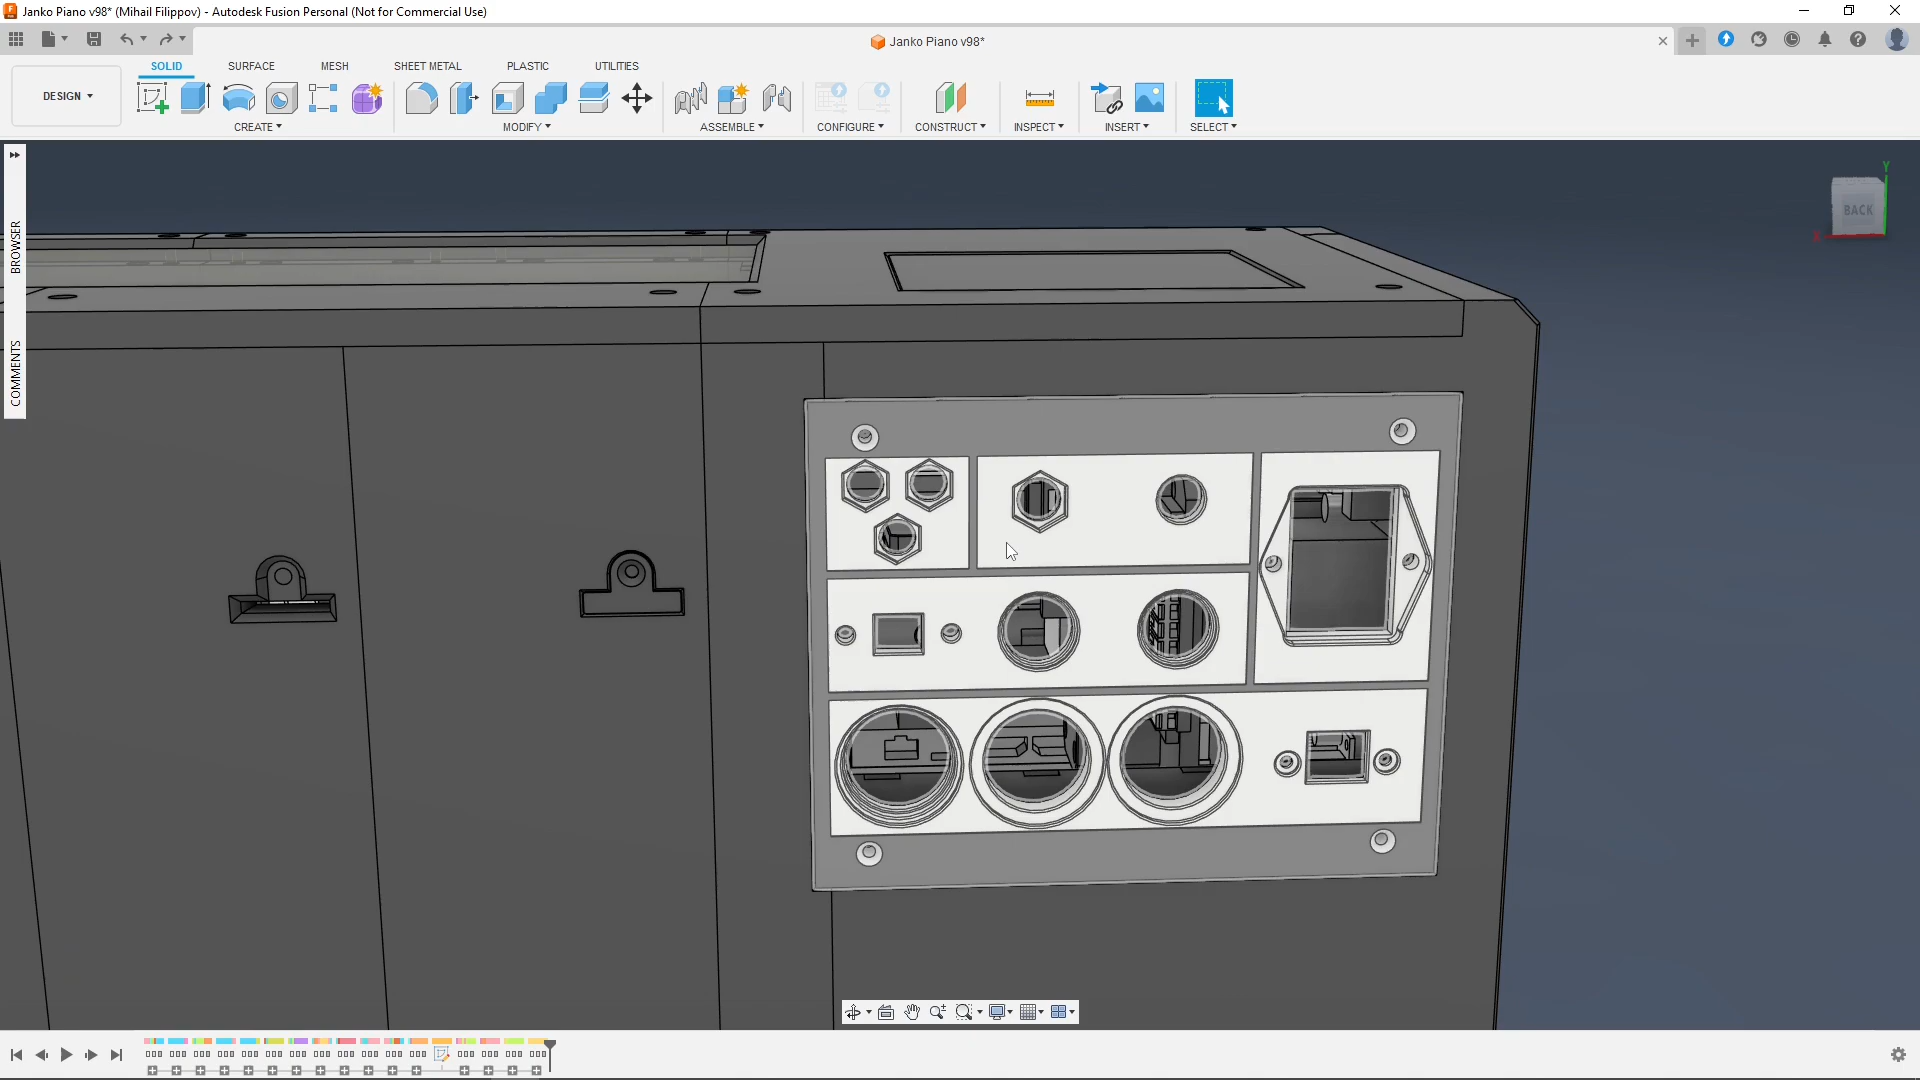 Janko Piano v98* (Mihail Filippov) - Autodesk Fusion Personal (Not for Commercial Use)
Janko Piano v98*
SOLID SURFACE MESH SHEET METAL PLASTIC UTILITIES
DESIGN
CREATE MODIFY ASSEMBLE CONFIGURE CONSTRUCT INSPECT INSERT SELECT
BROWSER
COMMENTS
Y
BACK
X